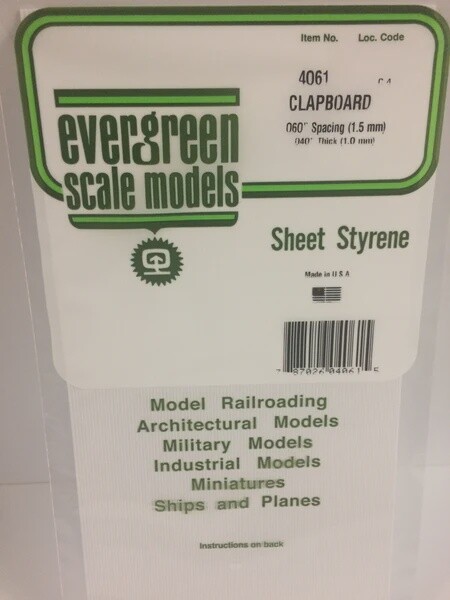 Item No. Loc. Code
4061
CLAPBOARD
.060" Spacing (1.5 mm)
.040" Thick (1.0 mm)
evergreen
scale models
Sheet Styrene
Made in U S A
Model Railroading
Architectural Models
Military Models
Industrial Models
Miniatures
Ships and Planes
Instructions on back